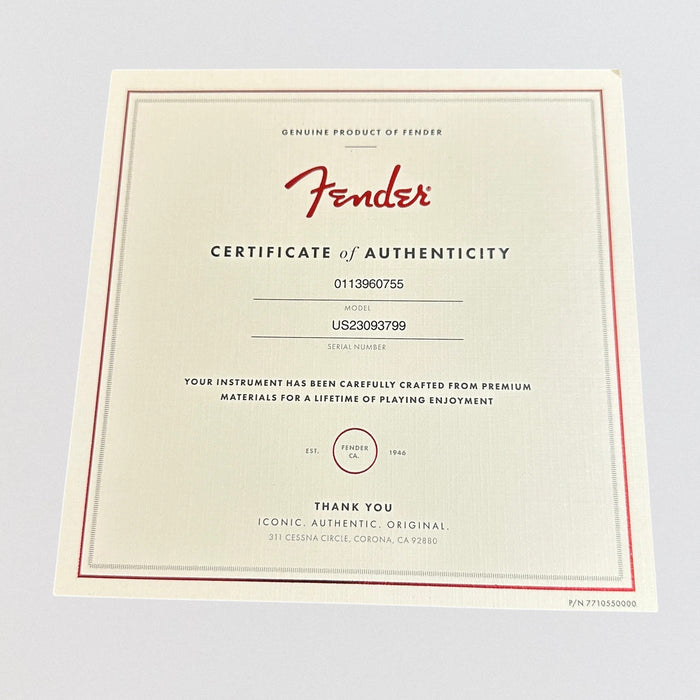 GENUINE PRODUCT OF FENDER
Fender®
CERTIFICATE of AUTHENTICITY
0113960755
MODEL
US23093799
SERIAL NUMBER
YOUR INSTRUMENT HAS BEEN CAREFULLY CRAFTED FROM PREMIUM
MATERIALS FOR A LIFETIME OF PLAYING ENJOYMENT
EST. FENDER CA. 1946
THANK YOU
ICONIC. AUTHENTIC. ORIGINAL.
311 CESSNA CIRCLE, CORONA, CA 92880
P/N 7710550000